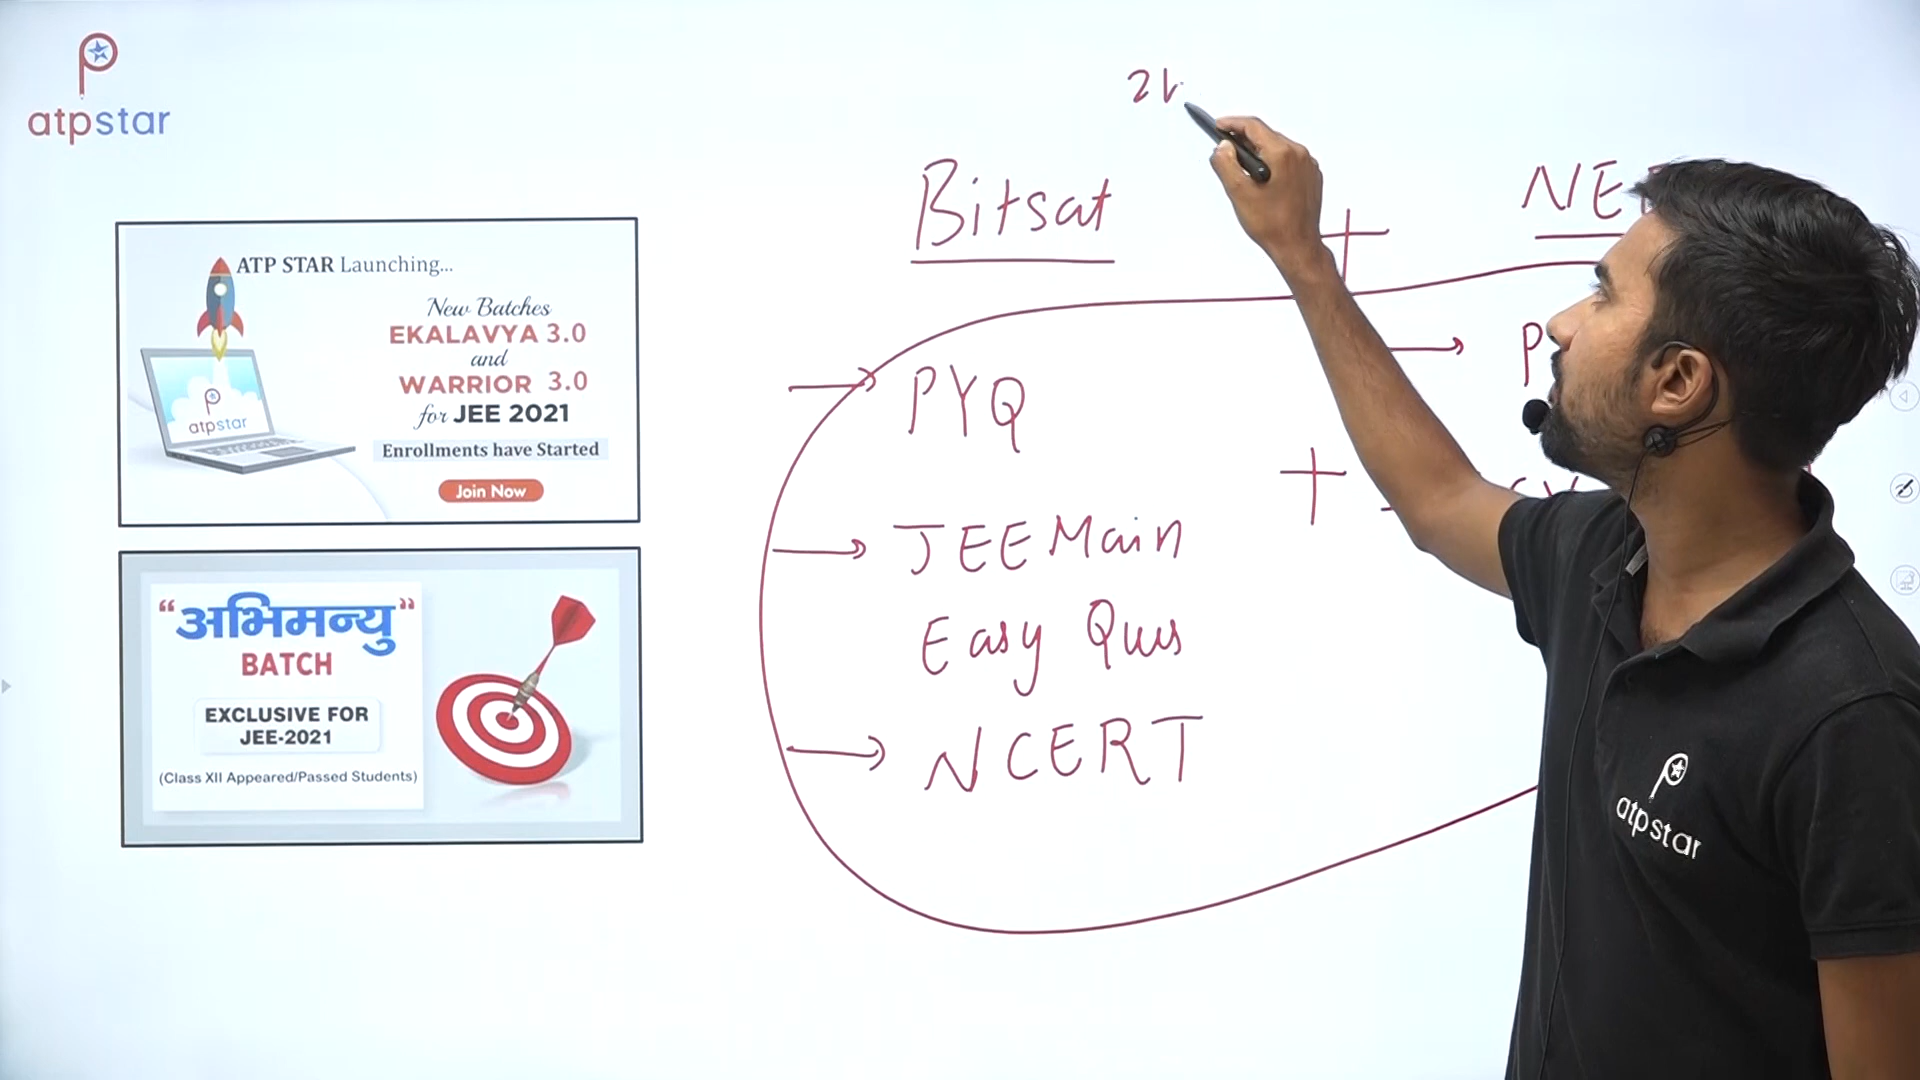 atpstar
ATP STAR Launching...
New Batches
EKALAVYA 3.0
and
WARRIOR 3.0
for JEE 2021
Enrollments have Started
Join Now
atpstar
"अभिमन्यु"
BATCH
EXCLUSIVE FOR
JEE-2021
(Class XII Appeared/Passed Students)
Bitsat
+
PYQ
JEE Main
+
Easy Ques
NCERT
atpstar